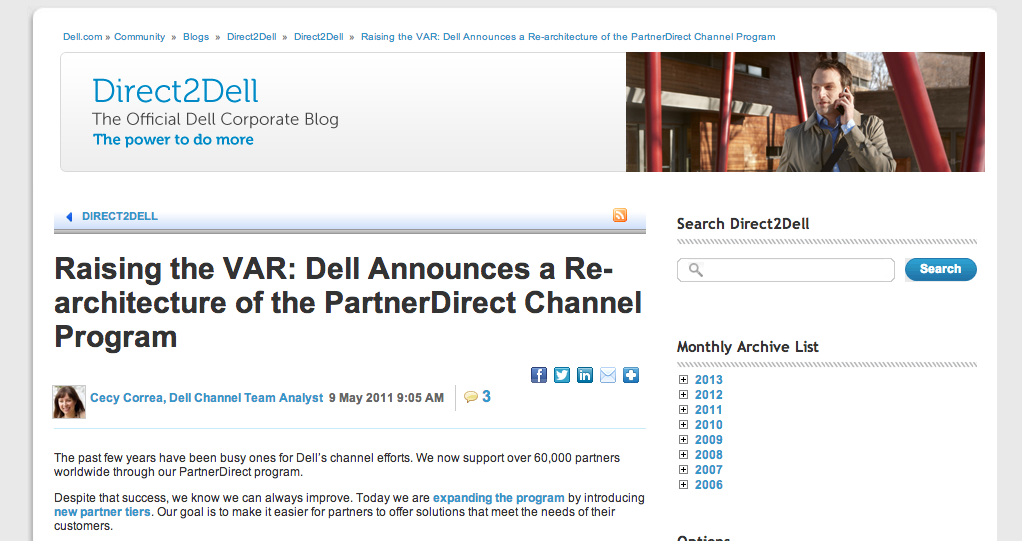 Dell.com » Community » Blogs » Direct2Dell » Direct2Dell » Raising the VAR: Dell Announces a Re-architecture of the PartnerDirect Channel Program
Direct2Dell
The Official Dell Corporate Blog
The power to do more
DIRECT2DELL
Raising the VAR: Dell Announces a Re-
architecture of the PartnerDirect Channel
Program
Cecy Correa, Dell Channel Team Analyst 9 May 2011 9:05 AM 3
The past few years have been busy ones for Dell's channel efforts. We now support over 60,000 partners
worldwide through our PartnerDirect program.
Despite that success, we know we can always improve. Today we are expanding the program by introducing
new partner tiers. Our goal is to make it easier for partners to offer solutions that meet the needs of their
customers.
Search Direct2Dell
Search
Monthly Archive List
2013
2012
2011
2010
2009
2008
2007
2006
Options